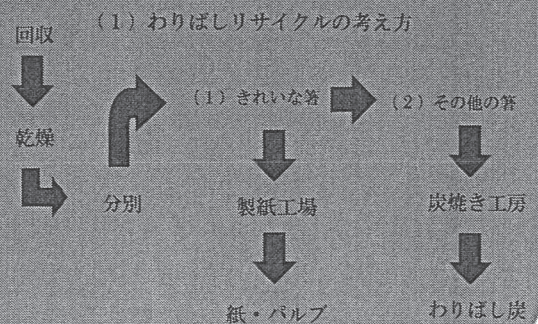 (1)わりばしリサイクルの考え方
回収
(1)きれいな箸
(2)その他の箸
乾燥
分別
製紙工場
炭焼き工房
紙・パルプ
わりばし炭